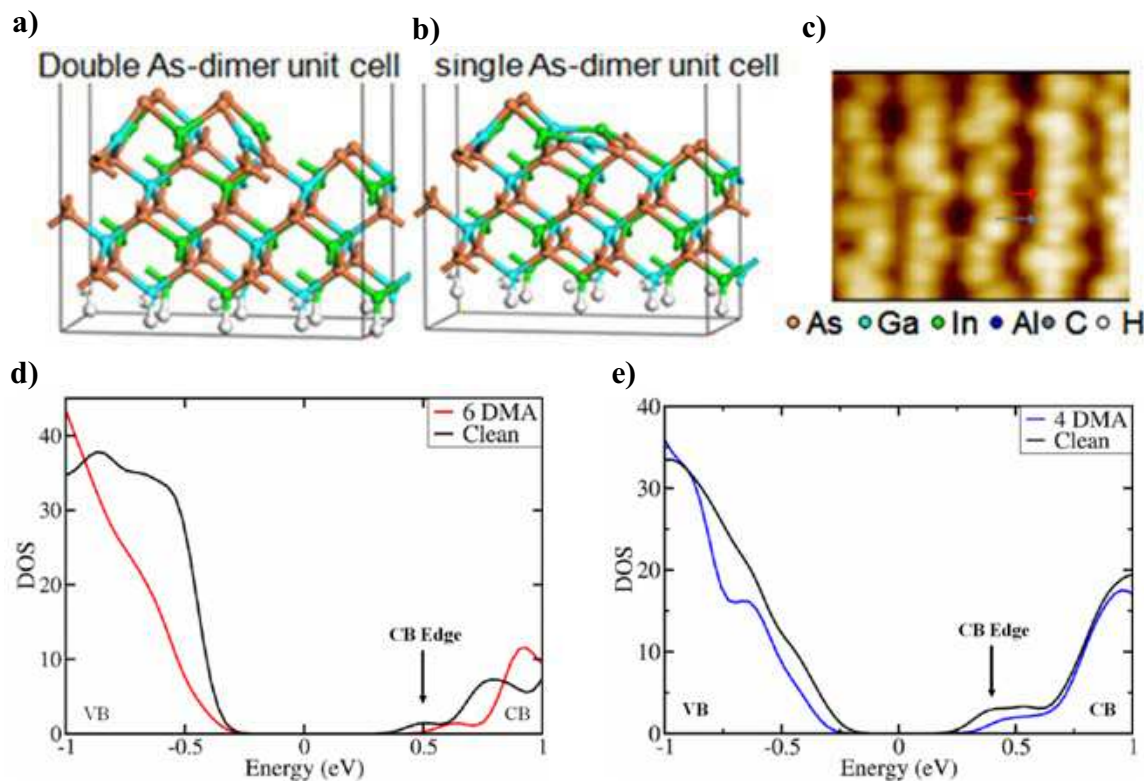 a)
Double As-dimer unit cell
b)
single As-dimer unit cell
c)
As Ga In Al C H
d)
6 DMA
Clean
40
30
20
10
0
DOS
CB Edge
VB
CB
-1 -0.5 0 0.5 1
Energy (eV)
e)
4 DMA
Clean
40
30
20
10
0
DOS
CB Edge
VB
CB
-1 -0.5 0 0.5 1
Energy (eV)